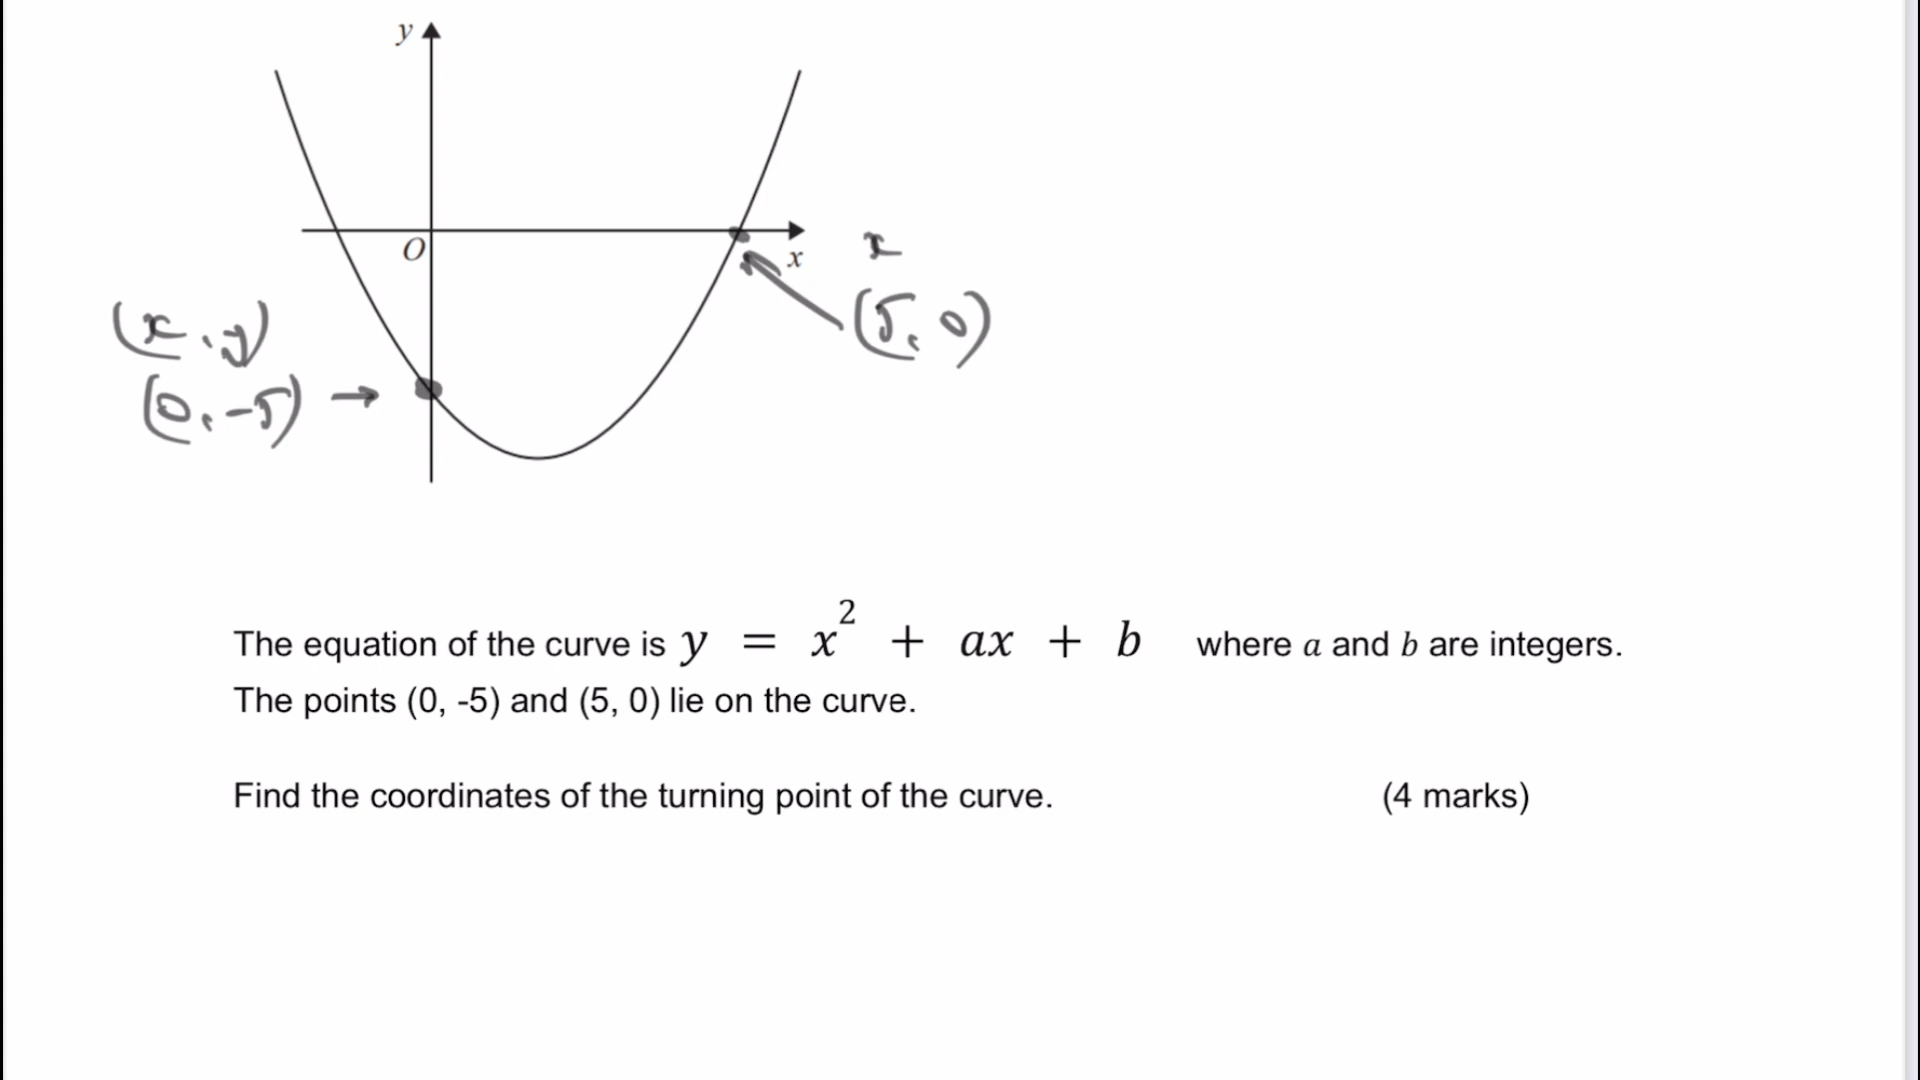 y
O
x
x
(x, y)
(5, 0)
(0, -5) →
The equation of the curve is y = x² + ax + b where a and b are integers.
The points (0, -5) and (5, 0) lie on the curve.
Find the coordinates of the turning point of the curve. (4 marks)